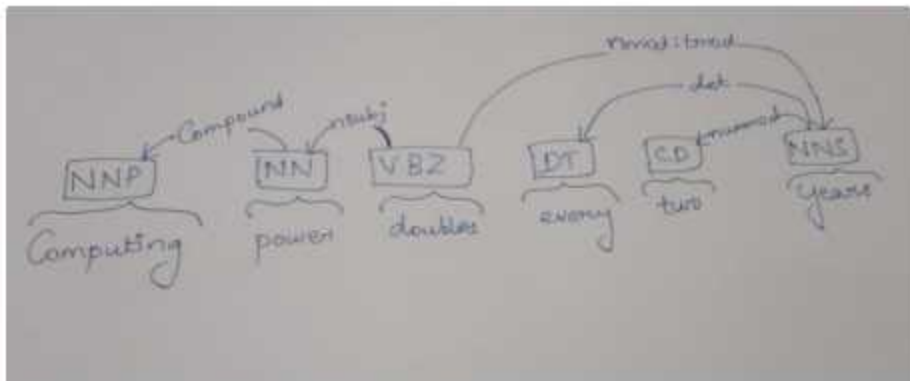 nmod:tmod
det
Compound nsubj nummod
NNP NN VBZ DT CD NNS
Computing power doubles every two years